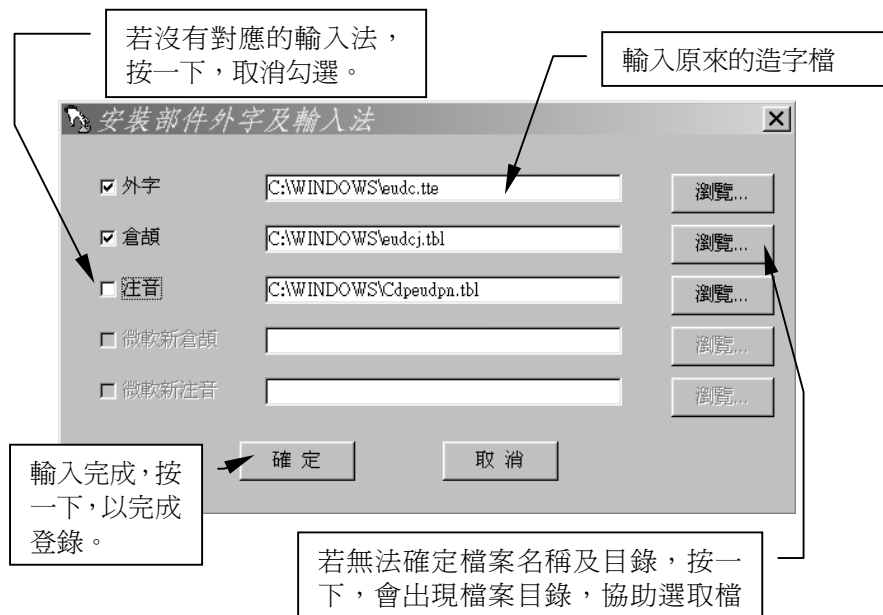 若沒有對應的輸入法，
按一下，取消勾選。
輸入原來的造字檔
安裝部件外字及輸入法
外字
C:\WINDOWS\eudc.tte
瀏覽...
倉頡
C:\WINDOWS\eudcj.tbl
瀏覽...
注音
C:\WINDOWS\Cdpeudpn.tbl
瀏覽...
微軟新倉頡
瀏覽...
微軟新注音
瀏覽...
確定
取消
輸入完成，按
一下，以完成
登錄。
若無法確定檔案名稱及目錄，按一
下，會出現檔案目錄，協助選取檔